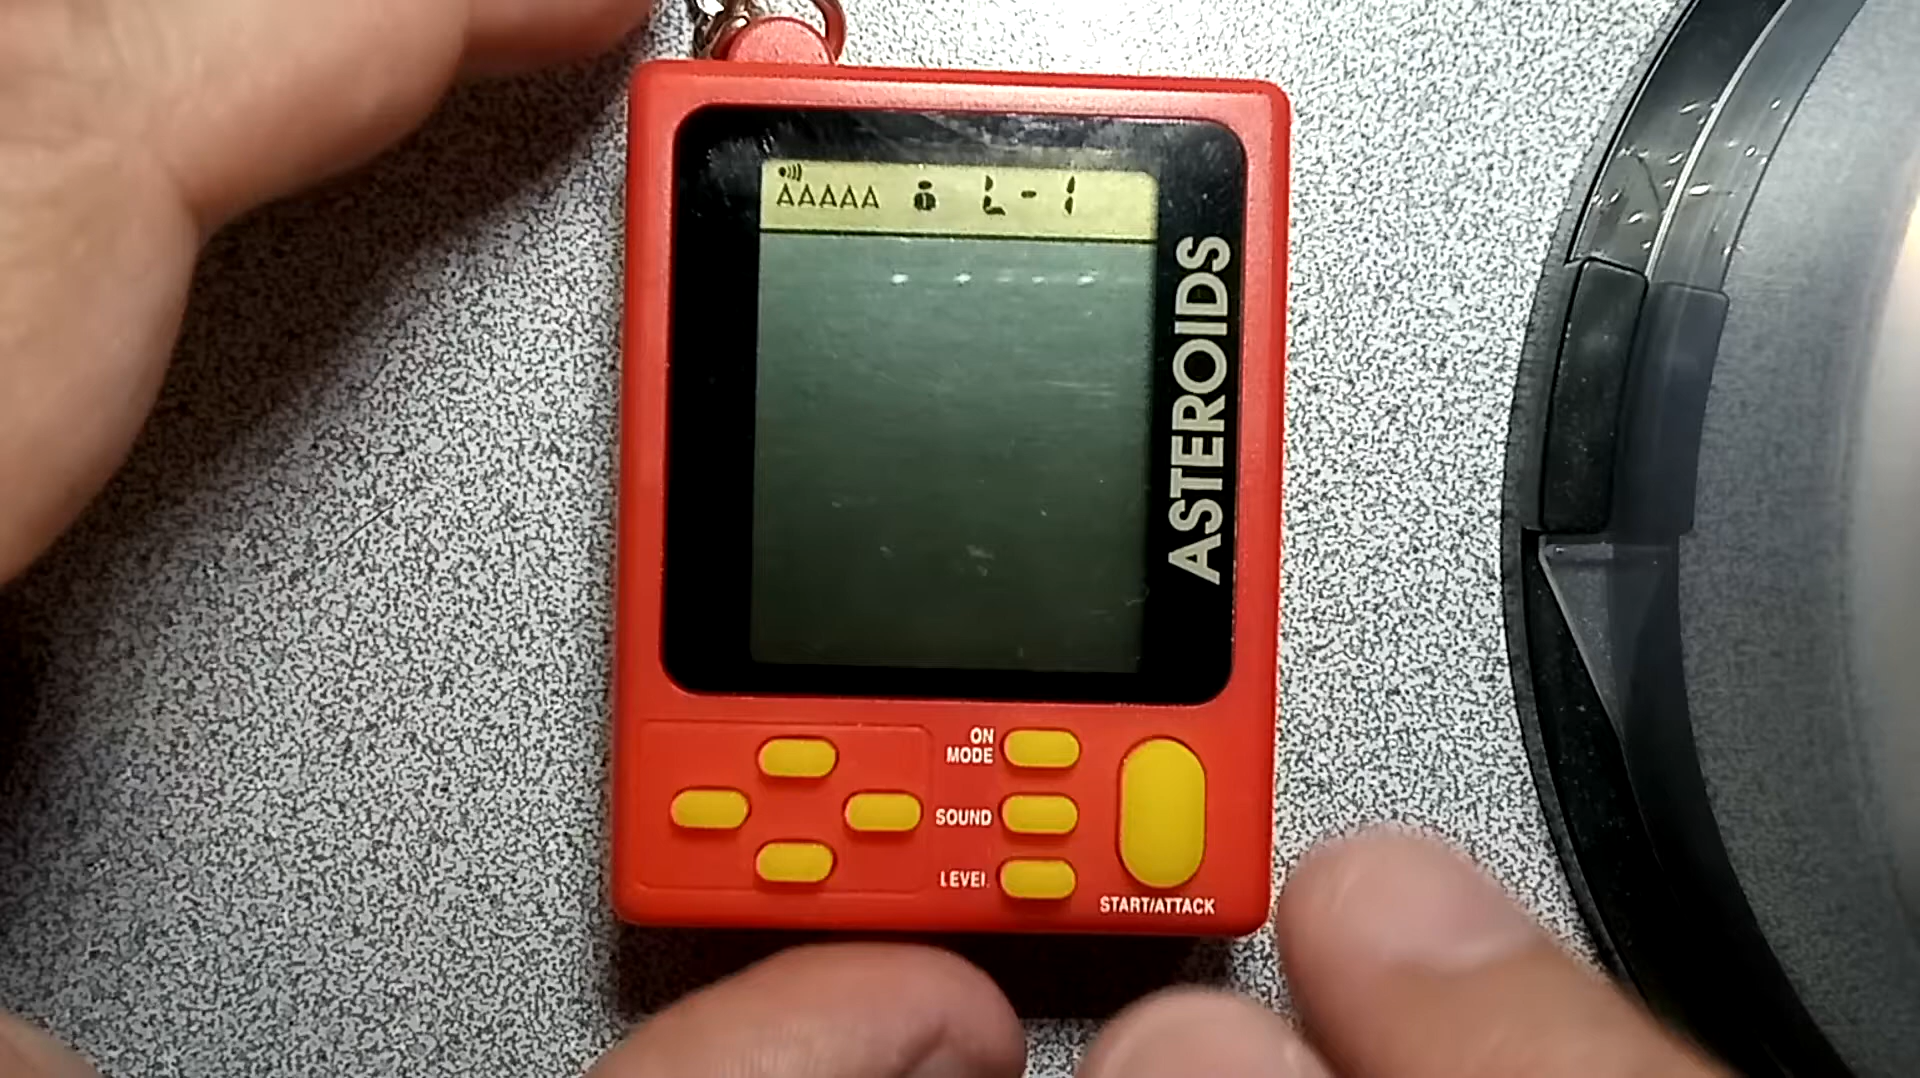 AAAAA L-1
ASTEROIDS
ON
MODE
SOUND
LEVEL
START/ATTACK